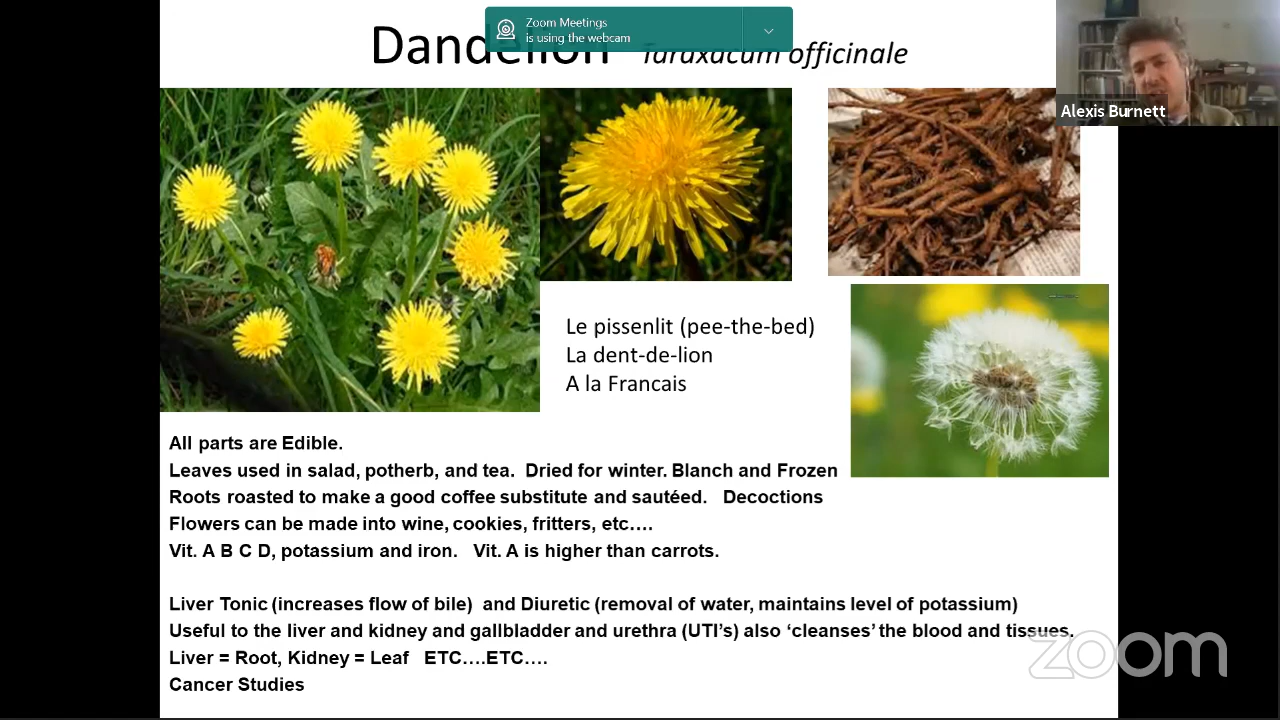 Zoom Meetings
is using the webcam
Dandelion Taraxacum officinale
Alexis Burnett
Le pissenlit (pee-the-bed)
La dent-de-lion
A la Francais
All parts are Edible.
Leaves used in salad, potherb, and tea. Dried for winter. Blanch and Frozen
Roots roasted to make a good coffee substitute and sautéed. Decoctions
Flowers can be made into wine, cookies, fritters, etc….
Vit. A B C D, potassium and iron. Vit. A is higher than carrots.
Liver Tonic (increases flow of bile) and Diuretic (removal of water, maintains level of potassium)
Useful to the liver and kidney and gallbladder and urethra (UTI’s) also ‘cleanses’ the blood and tissues.
Liver = Root, Kidney = Leaf ETC….ETC….
Cancer Studies
zoom